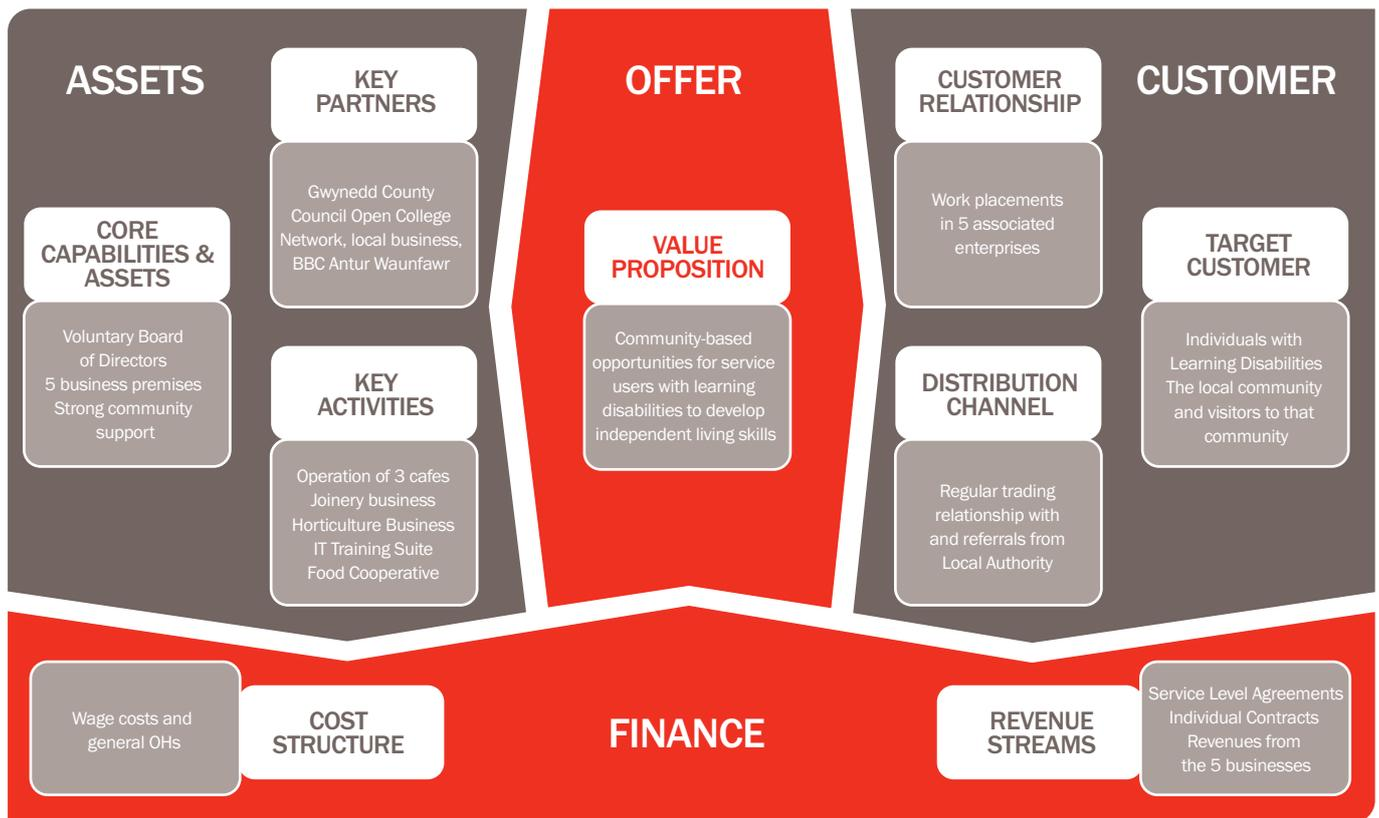 ASSETS
KEY
PARTNERS
Gwynedd County
Council Open College
Network, local business,
BBC Antur Waunfawr
CORE
CAPABILITIES &
ASSETS
Voluntary Board
of Directors
5 business premises
Strong community
support
KEY
ACTIVITIES
Operation of 3 cafes
Joinery business
Horticulture Business
IT Training Suite
Food Cooperative
OFFER
VALUE
PROPOSITION
Community-based
opportunities for service
users with learning
disabilities to develop
independent living skills
CUSTOMER
RELATIONSHIP
Work placements
in 5 associated
enterprises
DISTRIBUTION
CHANNEL
Regular trading
relationship with
and referrals from
Local Authority
CUSTOMER
TARGET
CUSTOMER
Individuals with
Learning Disabilities
The local community
and visitors to that
community
Wage costs and
general OHs
COST
STRUCTURE
FINANCE
REVENUE
STREAMS
Service Level Agreements
Individual Contracts
Revenues from
the 5 businesses